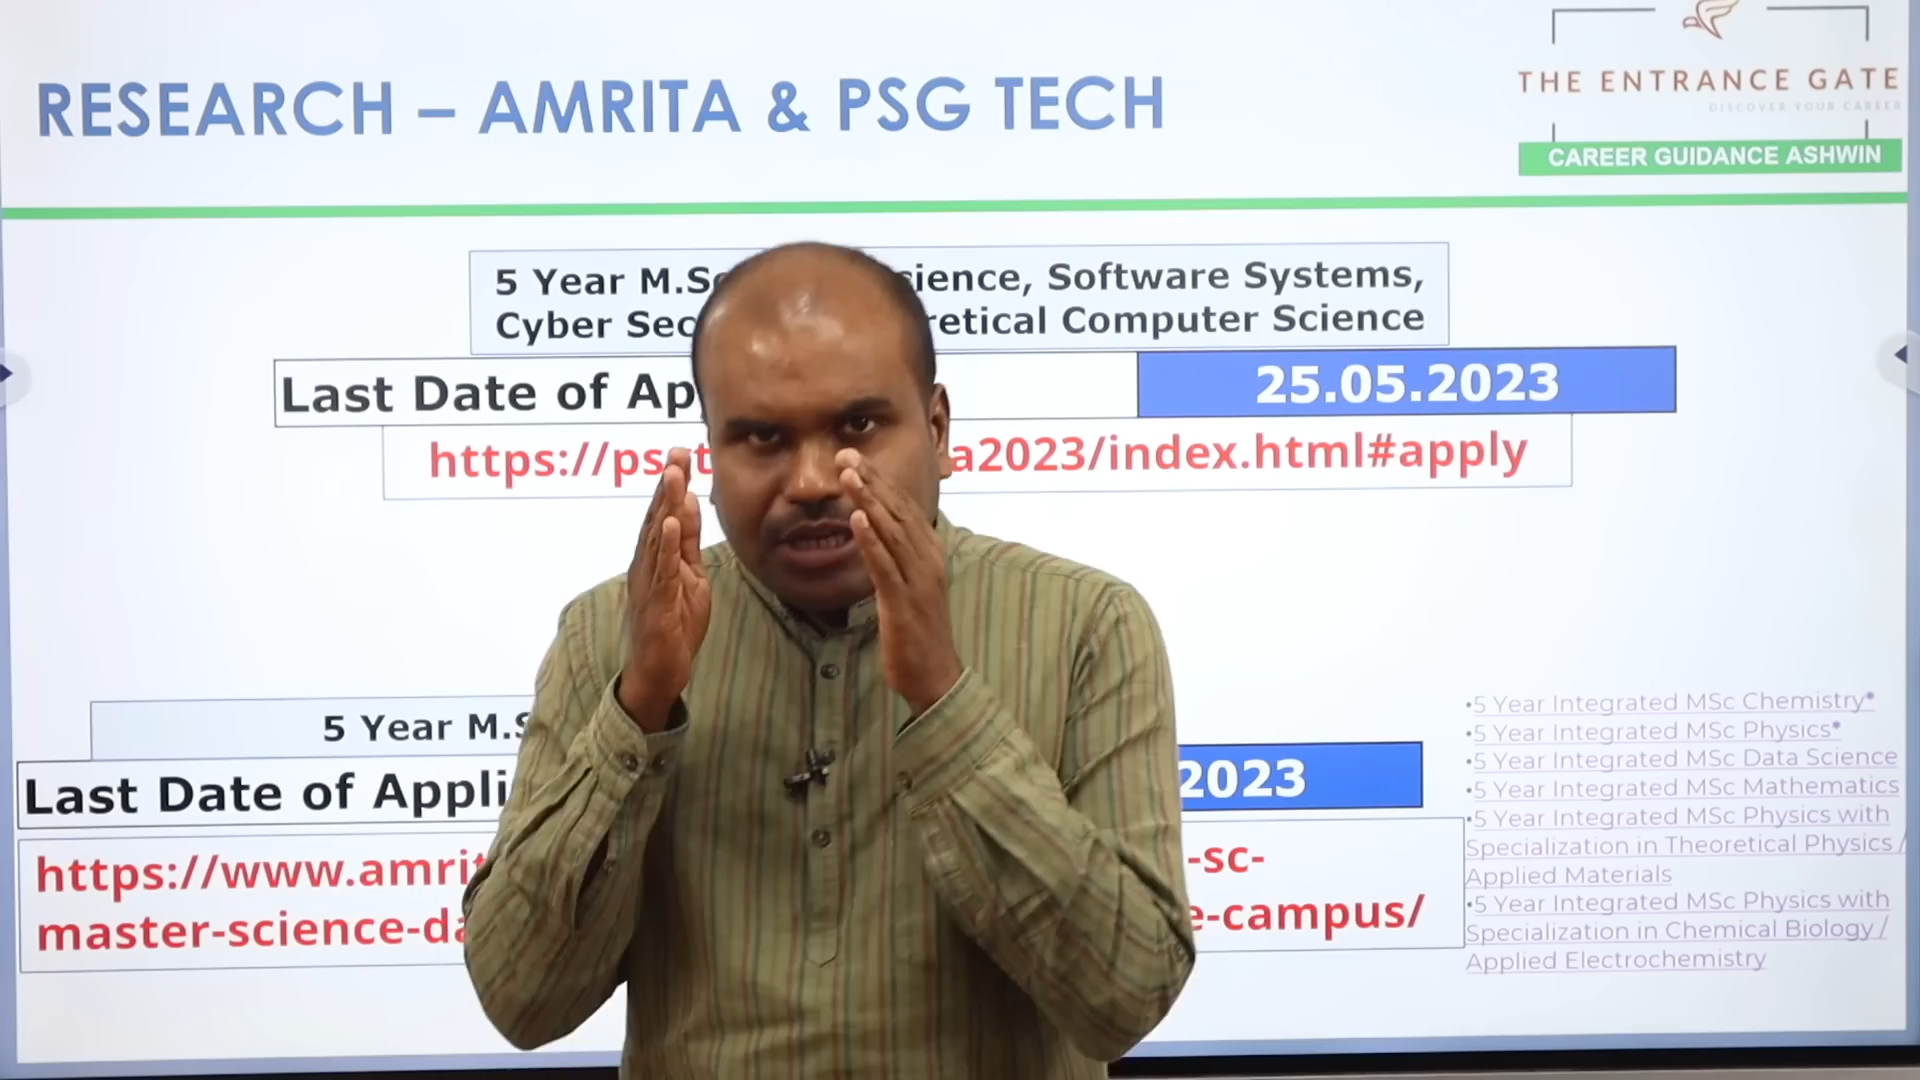 RESEARCH – AMRITA & PSG TECH
THE ENTRANCE GATE
DISCOVER YOUR CAREER
CAREER GUIDANCE ASHWIN
5 Year M.Sc ience, Software Systems,
Cyber Sec retical Computer Science
Last Date of Ap 25.05.2023
https://psgt a2023/index.html#apply
5 Year M.S
Last Date of Appli 2023
https://www.amrit -sc-
master-science-da e-campus/
•5 Year Integrated MSc Chemistry*
•5 Year Integrated MSc Physics*
•5 Year Integrated MSc Data Science
•5 Year Integrated MSc Mathematics
•5 Year Integrated MSc Physics with
Specialization in Theoretical Physics /
Applied Materials
•5 Year Integrated MSc Physics with
Specialization in Chemical Biology /
Applied Electrochemistry